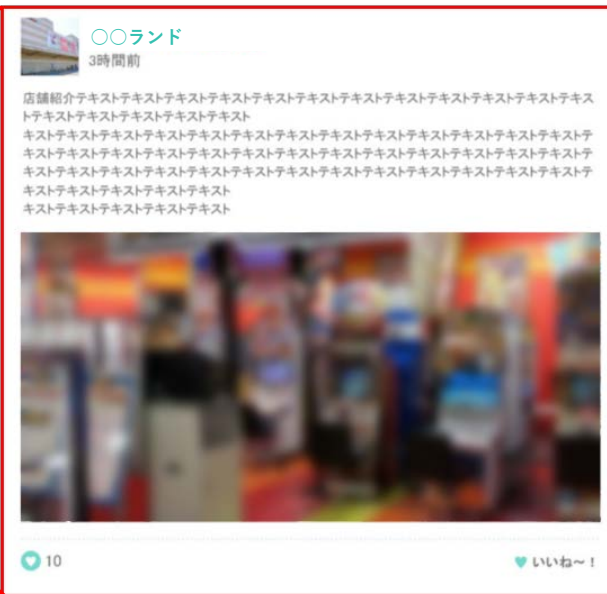 〇〇ランド
3時間前
店舗紹介テキストテキストテキストテキストテキストテキストテキストテキストテキストテキストテキストテキス
トテキストテキストテキストテキストテキスト
キストテキストテキストテキストテキストテキストテキストテキストテキストテキストテキストテキストテキストテ
キストテキストテキストテキストテキストテキストテキストテキストテキストテキストテキストテキストテキストテ
キストテキストテキストテキストテキストテキストテキストテキストテキストテキストテキストテキストテキストテ
キストテキストテキストテキストテキスト
キストテキストテキストテキストテキスト
10
いいね〜!